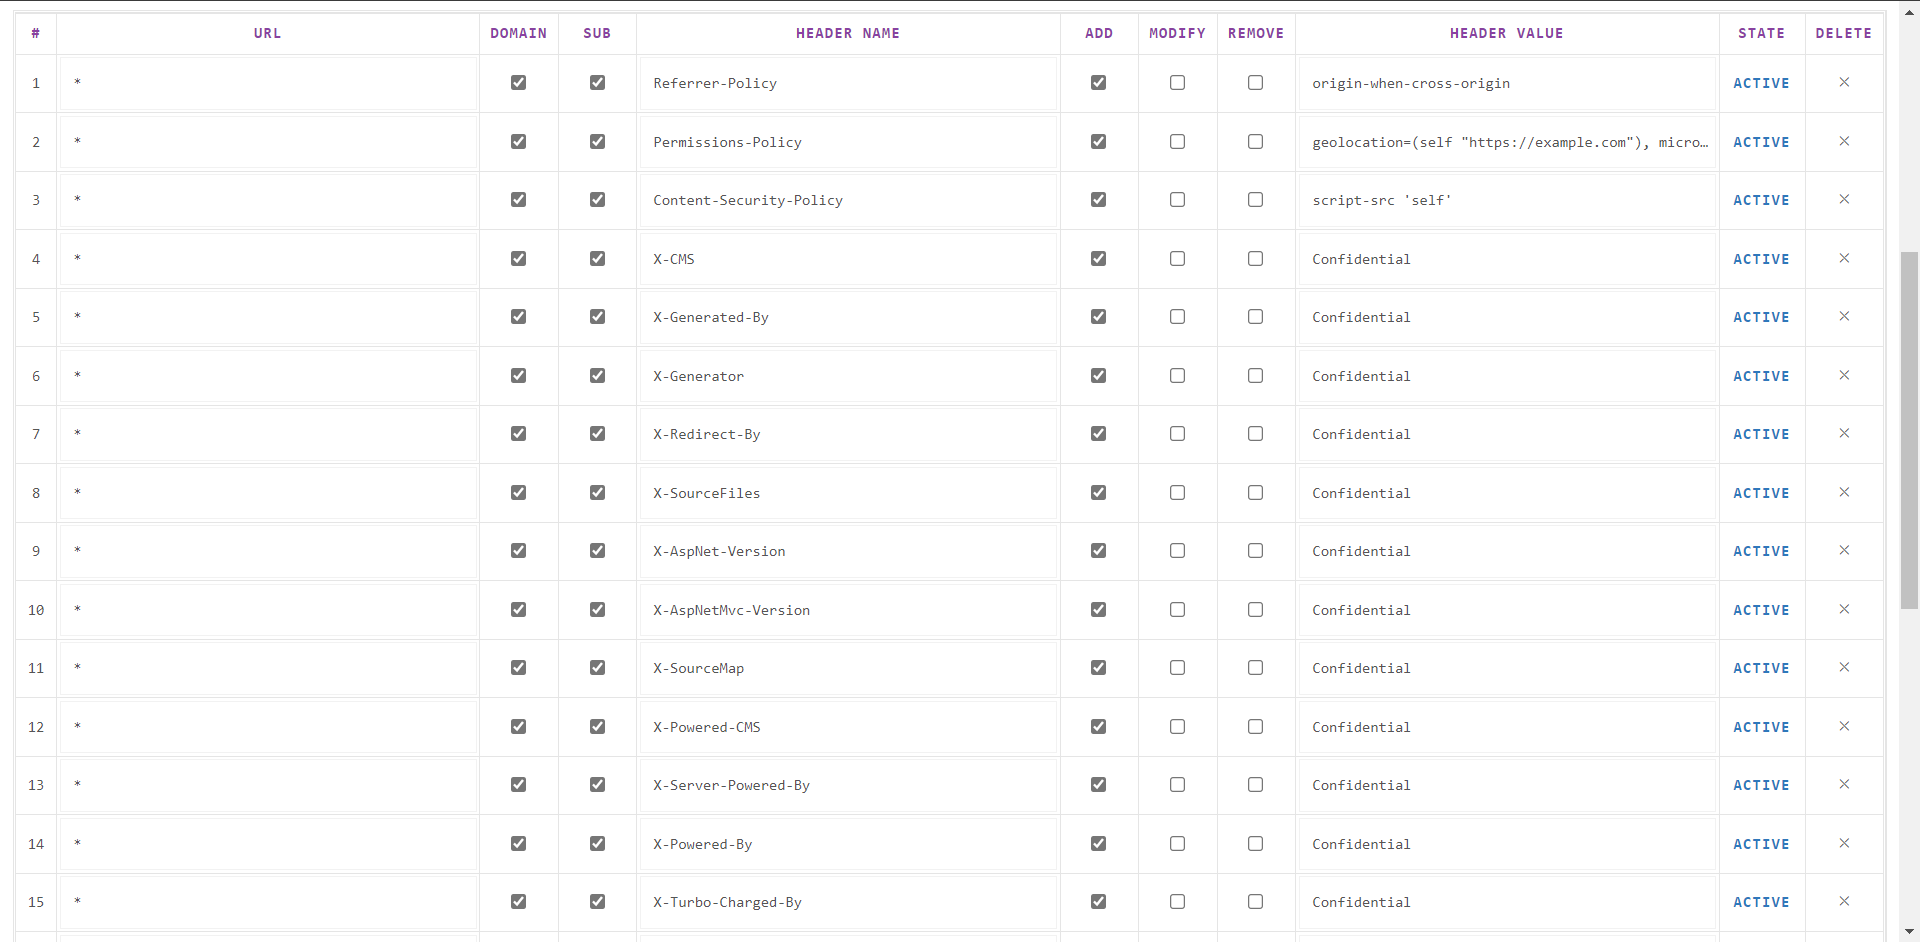 # URL DOMAIN SUB HEADER NAME ADD MODIFY REMOVE HEADER VALUE STATE DELETE
1 * Referrer-Policy origin-when-cross-origin ACTIVE ×
2 * Permissions-Policy geolocation=(self "https://example.com"), micro… ACTIVE ×
3 * Content-Security-Policy script-src 'self' ACTIVE ×
4 * X-CMS Confidential ACTIVE ×
5 * X-Generated-By Confidential ACTIVE ×
6 * X-Generator Confidential ACTIVE ×
7 * X-Redirect-By Confidential ACTIVE ×
8 * X-SourceFiles Confidential ACTIVE ×
9 * X-AspNet-Version Confidential ACTIVE ×
10 * X-AspNetMvc-Version Confidential ACTIVE ×
11 * X-SourceMap Confidential ACTIVE ×
12 * X-Powered-CMS Confidential ACTIVE ×
13 * X-Server-Powered-By Confidential ACTIVE ×
14 * X-Powered-By Confidential ACTIVE ×
15 * X-Turbo-Charged-By Confidential ACTIVE ×